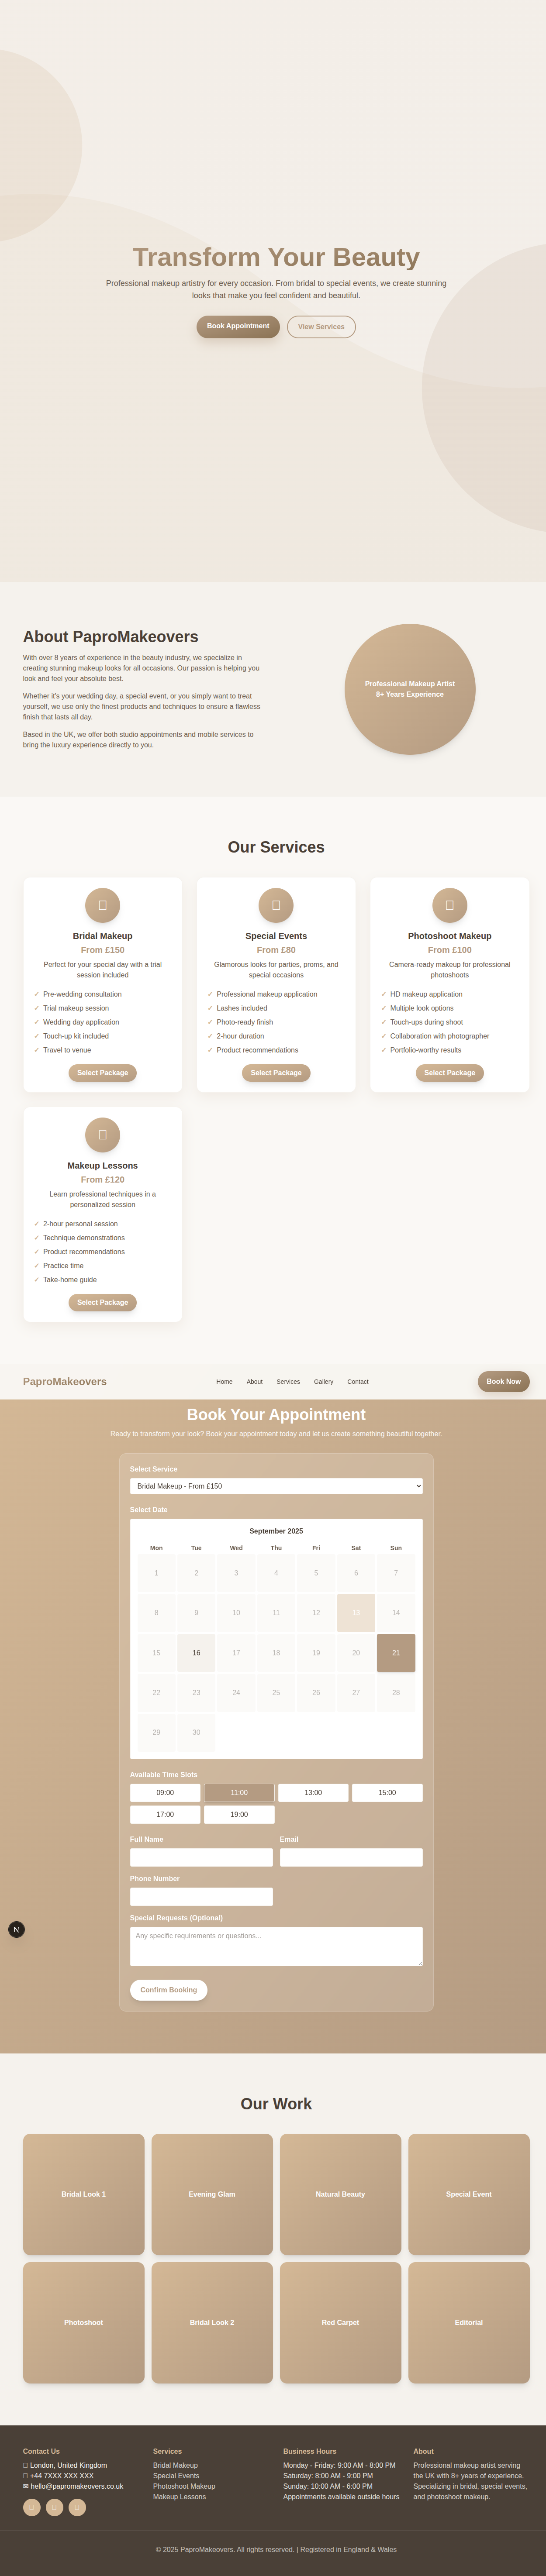 Transform Your Beauty
Professional makeup artistry for every occasion. From bridal to special events, we create stunning
looks that make you feel confident and beautiful.
Book Appointment
View Services
About PaproMakeovers
With over 8 years of experience in the beauty industry, we specialize in
creating stunning makeup looks for all occasions. Our passion is helping you
look and feel your absolute best.
Whether it's your wedding day, a special event, or you simply want to treat
yourself, we use only the finest products and techniques to ensure a flawless
finish that lasts all day.
Based in the UK, we offer both studio appointments and mobile services to
bring the luxury experience directly to you.
Professional Makeup Artist
8+ Years Experience
Our Services
Bridal Makeup
From £150
Perfect for your special day with a trial
session included
✓ Pre-wedding consultation
✓ Trial makeup session
✓ Wedding day application
✓ Touch-up kit included
✓ Travel to venue
Select Package
Special Events
From £80
Glamorous looks for parties, proms, and
special occasions
✓ Professional makeup application
✓ Lashes included
✓ Photo-ready finish
✓ 2-hour duration
✓ Product recommendations
Select Package
Photoshoot Makeup
From £100
Camera-ready makeup for professional
photoshoots
✓ HD makeup application
✓ Multiple look options
✓ Touch-ups during shoot
✓ Collaboration with photographer
✓ Portfolio-worthy results
Select Package
Makeup Lessons
From £120
Learn professional techniques in a
personalized session
✓ 2-hour personal session
✓ Technique demonstrations
✓ Product recommendations
✓ Practice time
✓ Take-home guide
Select Package
PaproMakeovers
Home About Services Gallery Contact
Book Now
Book Your Appointment
Ready to transform your look? Book your appointment today and let us create something beautiful together.
Select Service
Bridal Makeup - From £150
Select Date
September 2025
Mon Tue Wed Thu Fri Sat Sun
1 2 3 4 5 6 7
8 9 10 11 12 13 14
15 16 17 18 19 20 21
22 23 24 25 26 27 28
29 30
Available Time Slots
09:00 11:00 13:00 15:00
17:00 19:00
Full Name
Email
Phone Number
Special Requests (Optional)
Any specific requirements or questions...
Confirm Booking
N
Our Work
Bridal Look 1
Evening Glam
Natural Beauty
Special Event
Photoshoot
Bridal Look 2
Red Carpet
Editorial
Contact Us
London, United Kingdom
+44 7XXX XXX XXX
✉ hello@papromakeovers.co.uk
Services
Bridal Makeup
Special Events
Photoshoot Makeup
Makeup Lessons
Business Hours
Monday - Friday: 9:00 AM - 8:00 PM
Saturday: 8:00 AM - 9:00 PM
Sunday: 10:00 AM - 6:00 PM
Appointments available outside hours
About
Professional makeup artist serving
the UK with 8+ years of experience.
Specializing in bridal, special events,
and photoshoot makeup.
© 2025 PaproMakeovers. All rights reserved. | Registered in England & Wales